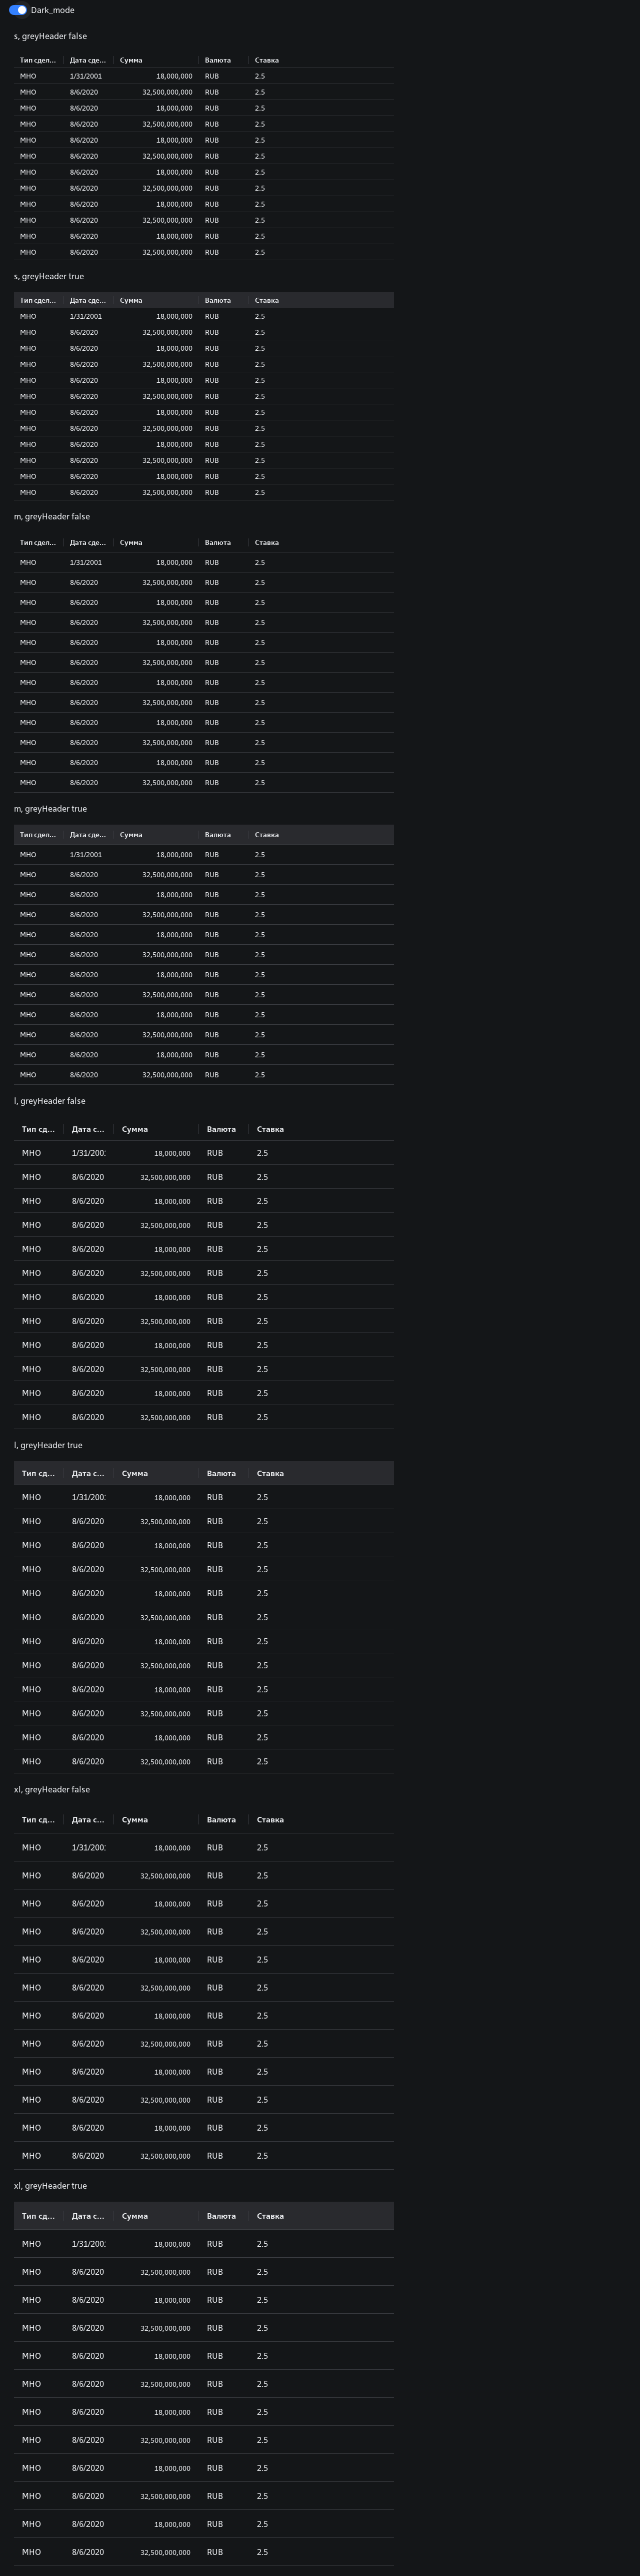 Dark_mode
s, greyHeader false
Тип сдел... Дата сде... Сумма Валюта Ставка
МНО 1/31/2001 18,000,000 RUB 2.5
МНО 8/6/2020 32,500,000,000 RUB 2.5
МНО 8/6/2020 18,000,000 RUB 2.5
МНО 8/6/2020 32,500,000,000 RUB 2.5
МНО 8/6/2020 18,000,000 RUB 2.5
МНО 8/6/2020 32,500,000,000 RUB 2.5
МНО 8/6/2020 18,000,000 RUB 2.5
МНО 8/6/2020 32,500,000,000 RUB 2.5
МНО 8/6/2020 18,000,000 RUB 2.5
МНО 8/6/2020 32,500,000,000 RUB 2.5
МНО 8/6/2020 18,000,000 RUB 2.5
МНО 8/6/2020 32,500,000,000 RUB 2.5
s, greyHeader true
Тип сдел... Дата сде... Сумма Валюта Ставка
МНО 1/31/2001 18,000,000 RUB 2.5
МНО 8/6/2020 32,500,000,000 RUB 2.5
МНО 8/6/2020 18,000,000 RUB 2.5
МНО 8/6/2020 32,500,000,000 RUB 2.5
МНО 8/6/2020 18,000,000 RUB 2.5
МНО 8/6/2020 32,500,000,000 RUB 2.5
МНО 8/6/2020 18,000,000 RUB 2.5
МНО 8/6/2020 32,500,000,000 RUB 2.5
МНО 8/6/2020 18,000,000 RUB 2.5
МНО 8/6/2020 32,500,000,000 RUB 2.5
МНО 8/6/2020 18,000,000 RUB 2.5
МНО 8/6/2020 32,500,000,000 RUB 2.5
m, greyHeader false
Тип сдел... Дата сде... Сумма Валюта Ставка
МНО 1/31/2001 18,000,000 RUB 2.5
МНО 8/6/2020 32,500,000,000 RUB 2.5
МНО 8/6/2020 18,000,000 RUB 2.5
МНО 8/6/2020 32,500,000,000 RUB 2.5
МНО 8/6/2020 18,000,000 RUB 2.5
МНО 8/6/2020 32,500,000,000 RUB 2.5
МНО 8/6/2020 18,000,000 RUB 2.5
МНО 8/6/2020 32,500,000,000 RUB 2.5
МНО 8/6/2020 18,000,000 RUB 2.5
МНО 8/6/2020 32,500,000,000 RUB 2.5
МНО 8/6/2020 18,000,000 RUB 2.5
МНО 8/6/2020 32,500,000,000 RUB 2.5
m, greyHeader true
Тип сдел... Дата сде... Сумма Валюта Ставка
МНО 1/31/2001 18,000,000 RUB 2.5
МНО 8/6/2020 32,500,000,000 RUB 2.5
МНО 8/6/2020 18,000,000 RUB 2.5
МНО 8/6/2020 32,500,000,000 RUB 2.5
МНО 8/6/2020 18,000,000 RUB 2.5
МНО 8/6/2020 32,500,000,000 RUB 2.5
МНО 8/6/2020 18,000,000 RUB 2.5
МНО 8/6/2020 32,500,000,000 RUB 2.5
МНО 8/6/2020 18,000,000 RUB 2.5
МНО 8/6/2020 32,500,000,000 RUB 2.5
МНО 8/6/2020 18,000,000 RUB 2.5
МНО 8/6/2020 32,500,000,000 RUB 2.5
l, greyHeader false
Тип сд... Дата с... Сумма Валюта Ставка
МНО 1/31/200 18,000,000 RUB 2.5
МНО 8/6/2020 32,500,000,000 RUB 2.5
МНО 8/6/2020 18,000,000 RUB 2.5
МНО 8/6/2020 32,500,000,000 RUB 2.5
МНО 8/6/2020 18,000,000 RUB 2.5
МНО 8/6/2020 32,500,000,000 RUB 2.5
МНО 8/6/2020 18,000,000 RUB 2.5
МНО 8/6/2020 32,500,000,000 RUB 2.5
МНО 8/6/2020 18,000,000 RUB 2.5
МНО 8/6/2020 32,500,000,000 RUB 2.5
МНО 8/6/2020 18,000,000 RUB 2.5
МНО 8/6/2020 32,500,000,000 RUB 2.5
l, greyHeader true
Тип сд... Дата с... Сумма Валюта Ставка
МНО 1/31/200 18,000,000 RUB 2.5
МНО 8/6/2020 32,500,000,000 RUB 2.5
МНО 8/6/2020 18,000,000 RUB 2.5
МНО 8/6/2020 32,500,000,000 RUB 2.5
МНО 8/6/2020 18,000,000 RUB 2.5
МНО 8/6/2020 32,500,000,000 RUB 2.5
МНО 8/6/2020 18,000,000 RUB 2.5
МНО 8/6/2020 32,500,000,000 RUB 2.5
МНО 8/6/2020 18,000,000 RUB 2.5
МНО 8/6/2020 32,500,000,000 RUB 2.5
МНО 8/6/2020 18,000,000 RUB 2.5
МНО 8/6/2020 32,500,000,000 RUB 2.5
xl, greyHeader false
Тип сд... Дата с... Сумма Валюта Ставка
МНО 1/31/200 18,000,000 RUB 2.5
МНО 8/6/2020 32,500,000,000 RUB 2.5
МНО 8/6/2020 18,000,000 RUB 2.5
МНО 8/6/2020 32,500,000,000 RUB 2.5
МНО 8/6/2020 18,000,000 RUB 2.5
МНО 8/6/2020 32,500,000,000 RUB 2.5
МНО 8/6/2020 18,000,000 RUB 2.5
МНО 8/6/2020 32,500,000,000 RUB 2.5
МНО 8/6/2020 18,000,000 RUB 2.5
МНО 8/6/2020 32,500,000,000 RUB 2.5
МНО 8/6/2020 18,000,000 RUB 2.5
МНО 8/6/2020 32,500,000,000 RUB 2.5
xl, greyHeader true
Тип сд... Дата с... Сумма Валюта Ставка
МНО 1/31/200 18,000,000 RUB 2.5
МНО 8/6/2020 32,500,000,000 RUB 2.5
МНО 8/6/2020 18,000,000 RUB 2.5
МНО 8/6/2020 32,500,000,000 RUB 2.5
МНО 8/6/2020 18,000,000 RUB 2.5
МНО 8/6/2020 32,500,000,000 RUB 2.5
МНО 8/6/2020 18,000,000 RUB 2.5
МНО 8/6/2020 32,500,000,000 RUB 2.5
МНО 8/6/2020 18,000,000 RUB 2.5
МНО 8/6/2020 32,500,000,000 RUB 2.5
МНО 8/6/2020 18,000,000 RUB 2.5
МНО 8/6/2020 32,500,000,000 RUB 2.5